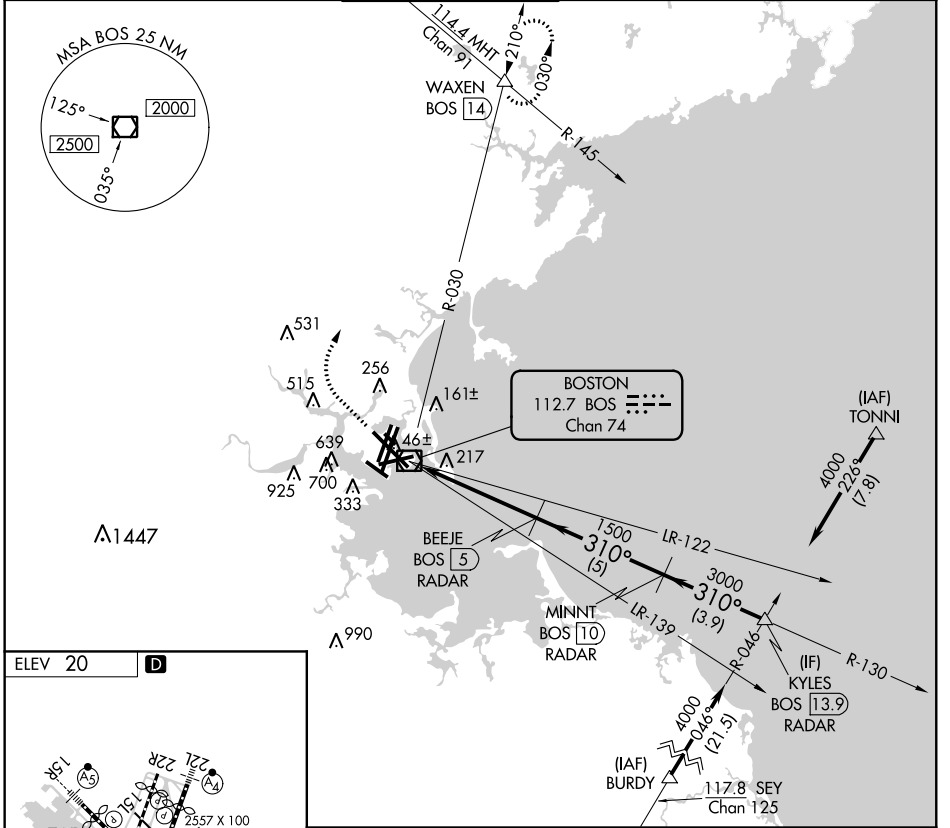 MSA BOS 25 NM
125°
2000
2500
035°
114.4 MHT
Chan 91
210°
030°
WAXEN
BOS 14
R-145
R-030
531
515
256
161±
46±
639
217
700
925
333
1447
990
BOSTON
112.7 BOS
Chan 74
(IAF)
TONNI
4000
226°
(7.8)
1500
310°
(5)
LR-122
BEEJE
BOS 5
RADAR
3000
310°
(3.9)
MINNT
BOS 10
RADAR
LR-139
R-046
(IF)
KYLES
BOS 13.9
RADAR
R-130
4000
046°
(21.5)
(IAF)
BURDY
117.8 SEY
Chan 125
ELEV 20
D
15R
A5
15L
22R
22L
A4
P
P
P
2557 X 100